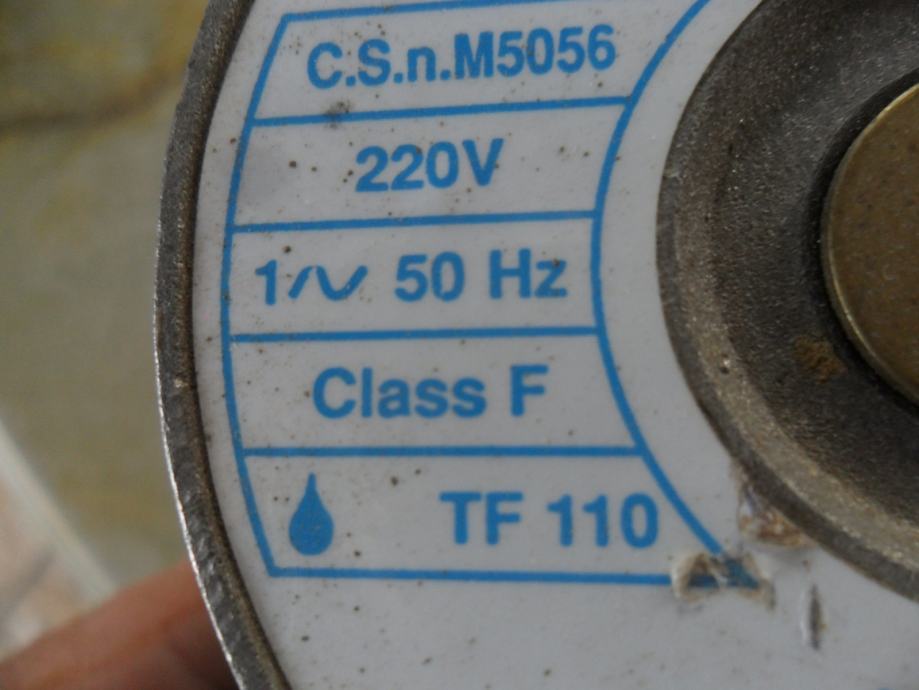 C.S.n.M5056
220V
1~ 50 Hz
Class F
TF 110